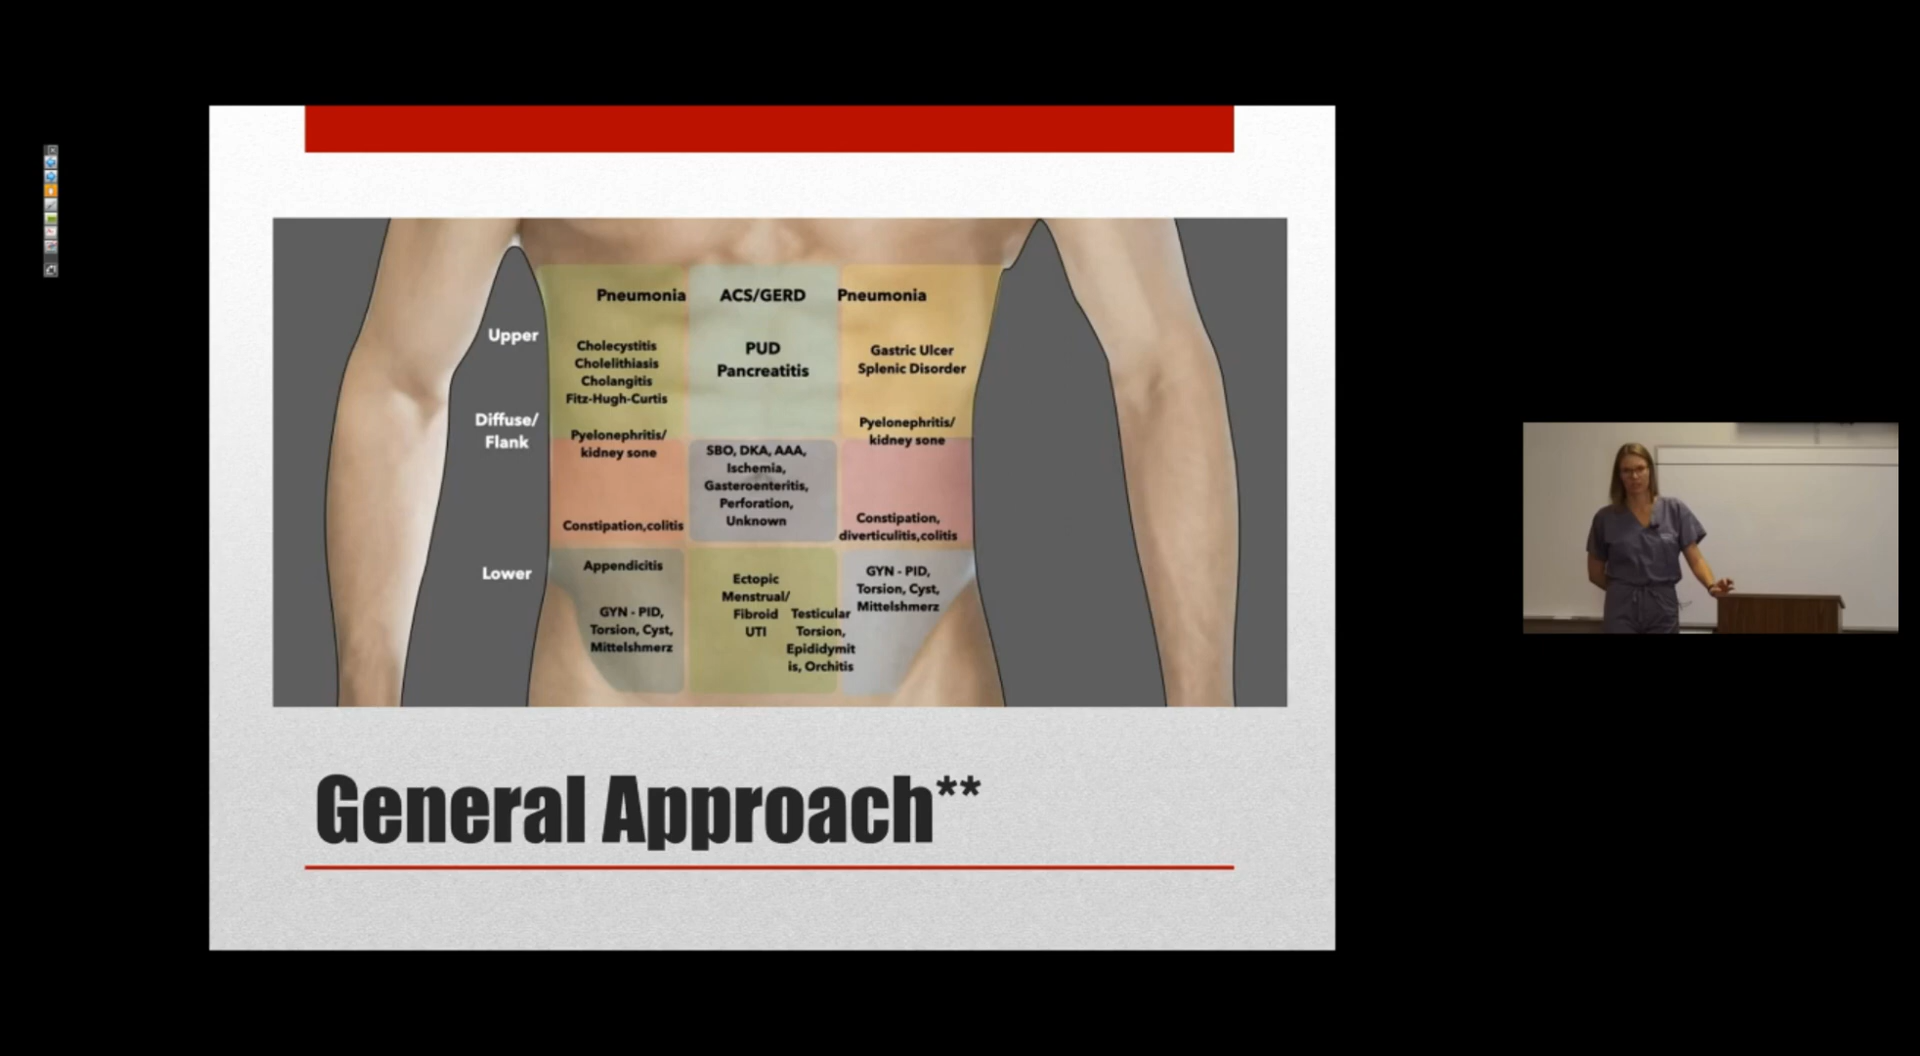 Upper
Diffuse/
Flank
Lower
Pneumonia
Cholecystitis
Cholelithiasis
Cholangitis
Fitz-Hugh-Curtis
Pyelonephritis/
kidney sone
Constipation,colitis
Appendicitis
GYN - PID,
Torsion, Cyst,
Mittelshmerz
ACS/GERD
PUD
Pancreatitis
SBO, DKA, AAA,
Ischemia,
Gasteroenteritis,
Perforation,
Unknown
Ectopic
Menstrual/
Fibroid
UTI
Testicular
Torsion,
Epididymit
is, Orchitis
Pneumonia
Gastric Ulcer
Splenic Disorder
Pyelonephritis/
kidney sone
Constipation,
diverticulitis,colitis
GYN - PID,
Torsion, Cyst,
Mittelshmerz
General Approach**